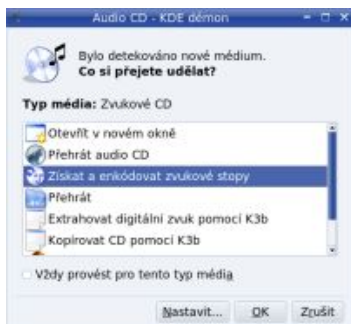 Audio CD - KDE démon
Bylo detekováno nové médium.
Co si přejete udělat?
Typ média: Zvukové CD
Otevřít v novém okně
Přehrát audio CD
Získat a enkódovat zvukové stopy
Přehrát
Extrahovat digitální zvuk pomocí K3b
Kopírovat CD pomocí K3b
Vždy provést pro tento typ média
Nastavit... OK Zrušit